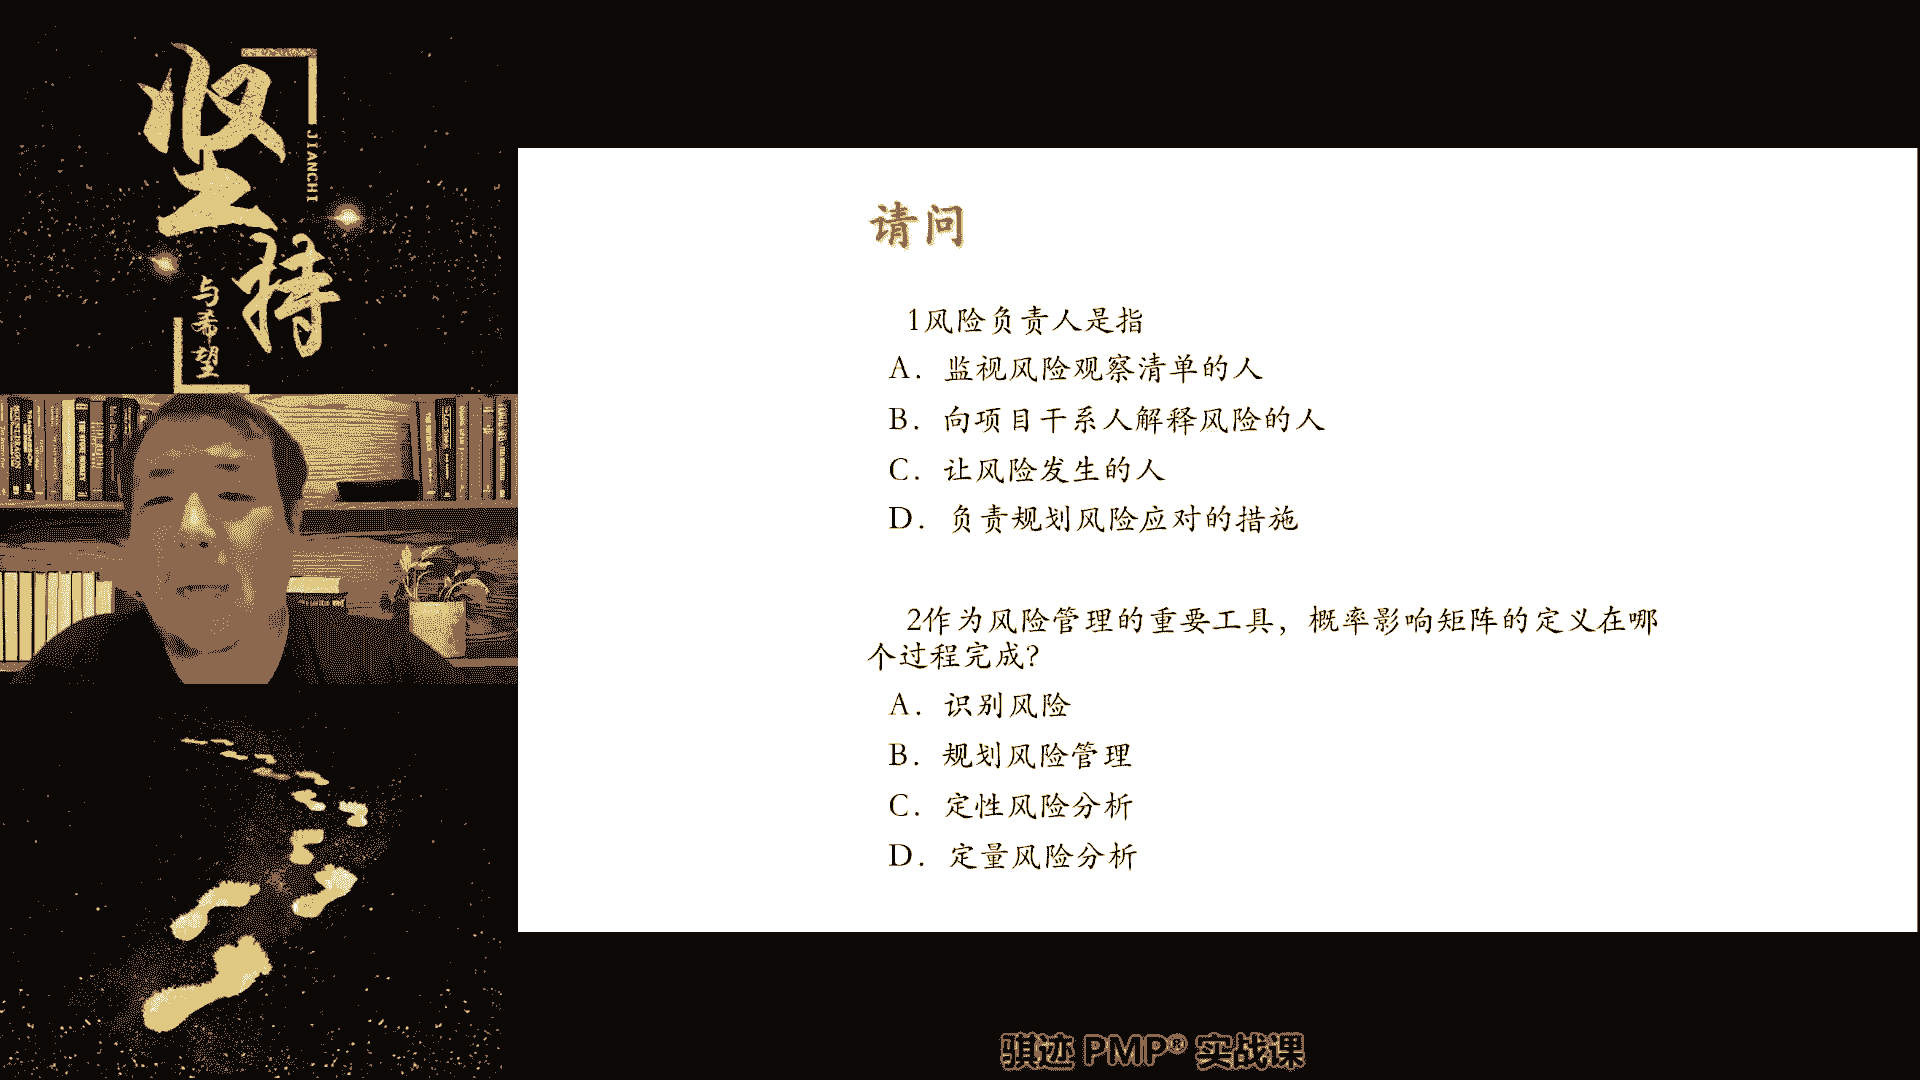 坚持
JIANCHI
与希望
请问
1风险负责人是指
A. 监视风险观察清单的人
B. 向项目干系人解释风险的人
C. 让风险发生的人
D. 负责规划风险应对的措施
2作为风险管理的重要工具，概率影响矩阵的定义在哪
个过程完成?
A. 识别风险
B. 规划风险管理
C. 定性风险分析
D. 定量风险分析
骐迹 PMP® 实战课